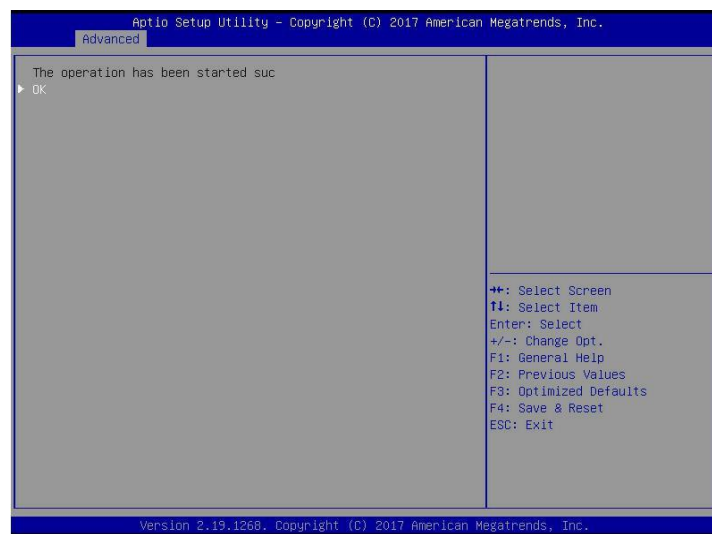 Aptio Setup Utility – Copyright (C) 2017 American Megatrends, Inc.
Advanced
The operation has been started suc
OK
→←: Select Screen
↑↓: Select Item
Enter: Select
+/-: Change Opt.
F1: General Help
F2: Previous Values
F3: Optimized Defaults
F4: Save & Reset
ESC: Exit
Version 2.19.1268. Copyright (C) 2017 American Megatrends, Inc.